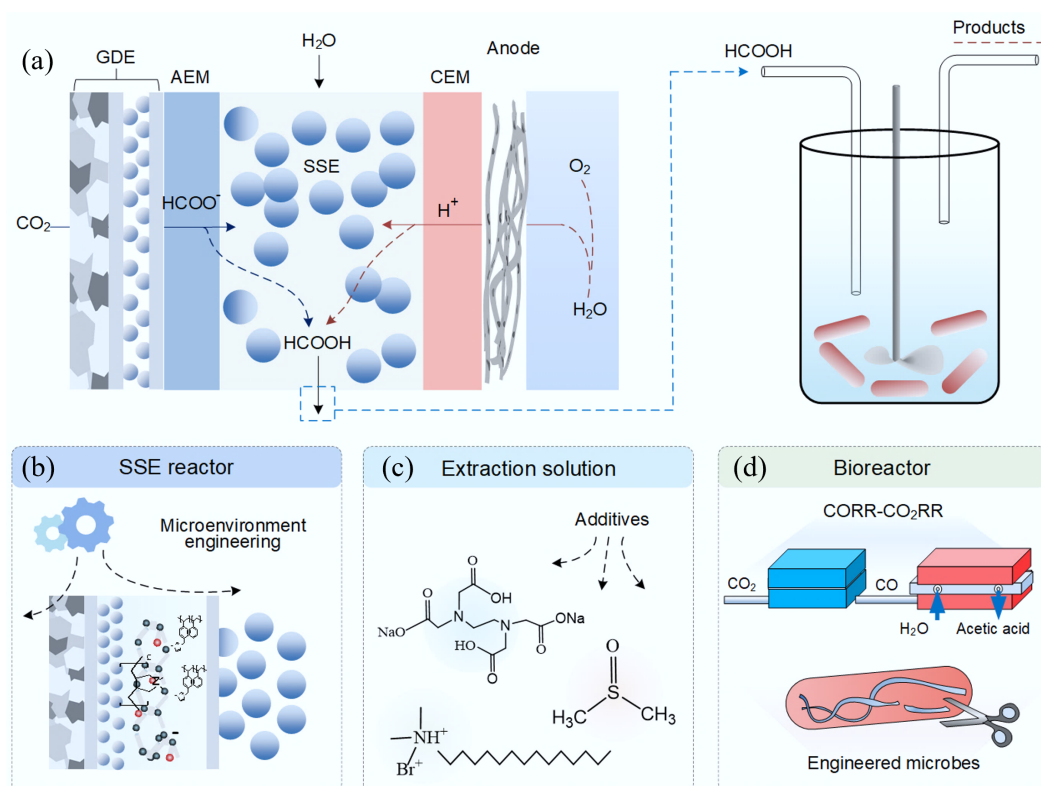 (a)
GDE
AEM
H₂O
CEM
Anode
HCOOH
Products
SSE
O₂
HCOO⁻
H⁺
CO₂
H₂O
HCOOH
(b)
SSE reactor
Microenvironment
engineering
(c)
Extraction solution
Additives
O
OH
O
NaO
N
N
ONa
O
HO
O
O
S
H₃C
CH₃
NH⁺
Br⁺
(d)
Bioreactor
CORR-CO₂RR
CO₂
CO
H₂O
Acetic acid
Engineered microbes